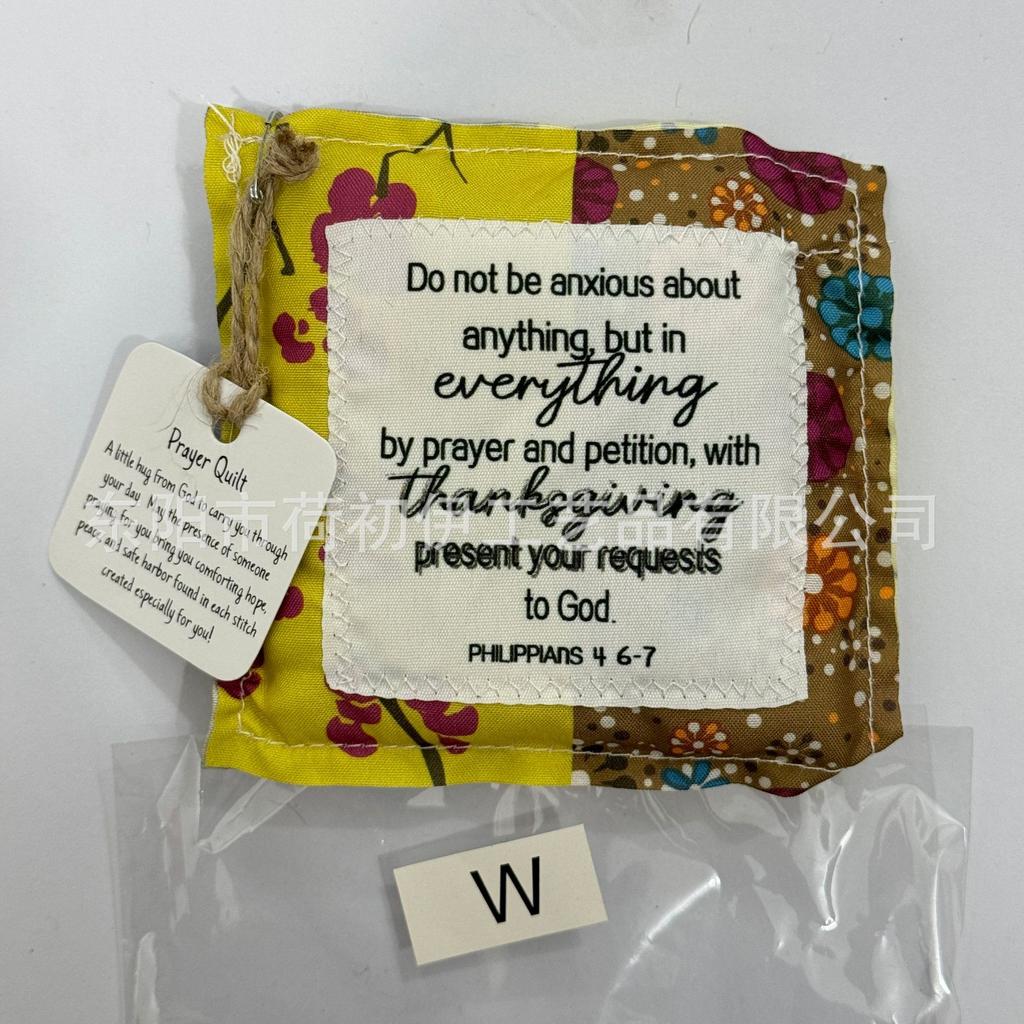 Do not be anxious about
anything, but in
everything
by prayer and petition, with
thanksgiving
present your requests
to God.
PHILIPPIAnS 4 6-7
Prayer Quilt
A little hug from God to carry you through
your day. May the presence of someone
for you bring you comforting hope
peace, and safe harbor found in each stitch
created especially for you!
东阳市荷初伊工艺品有限公司
W